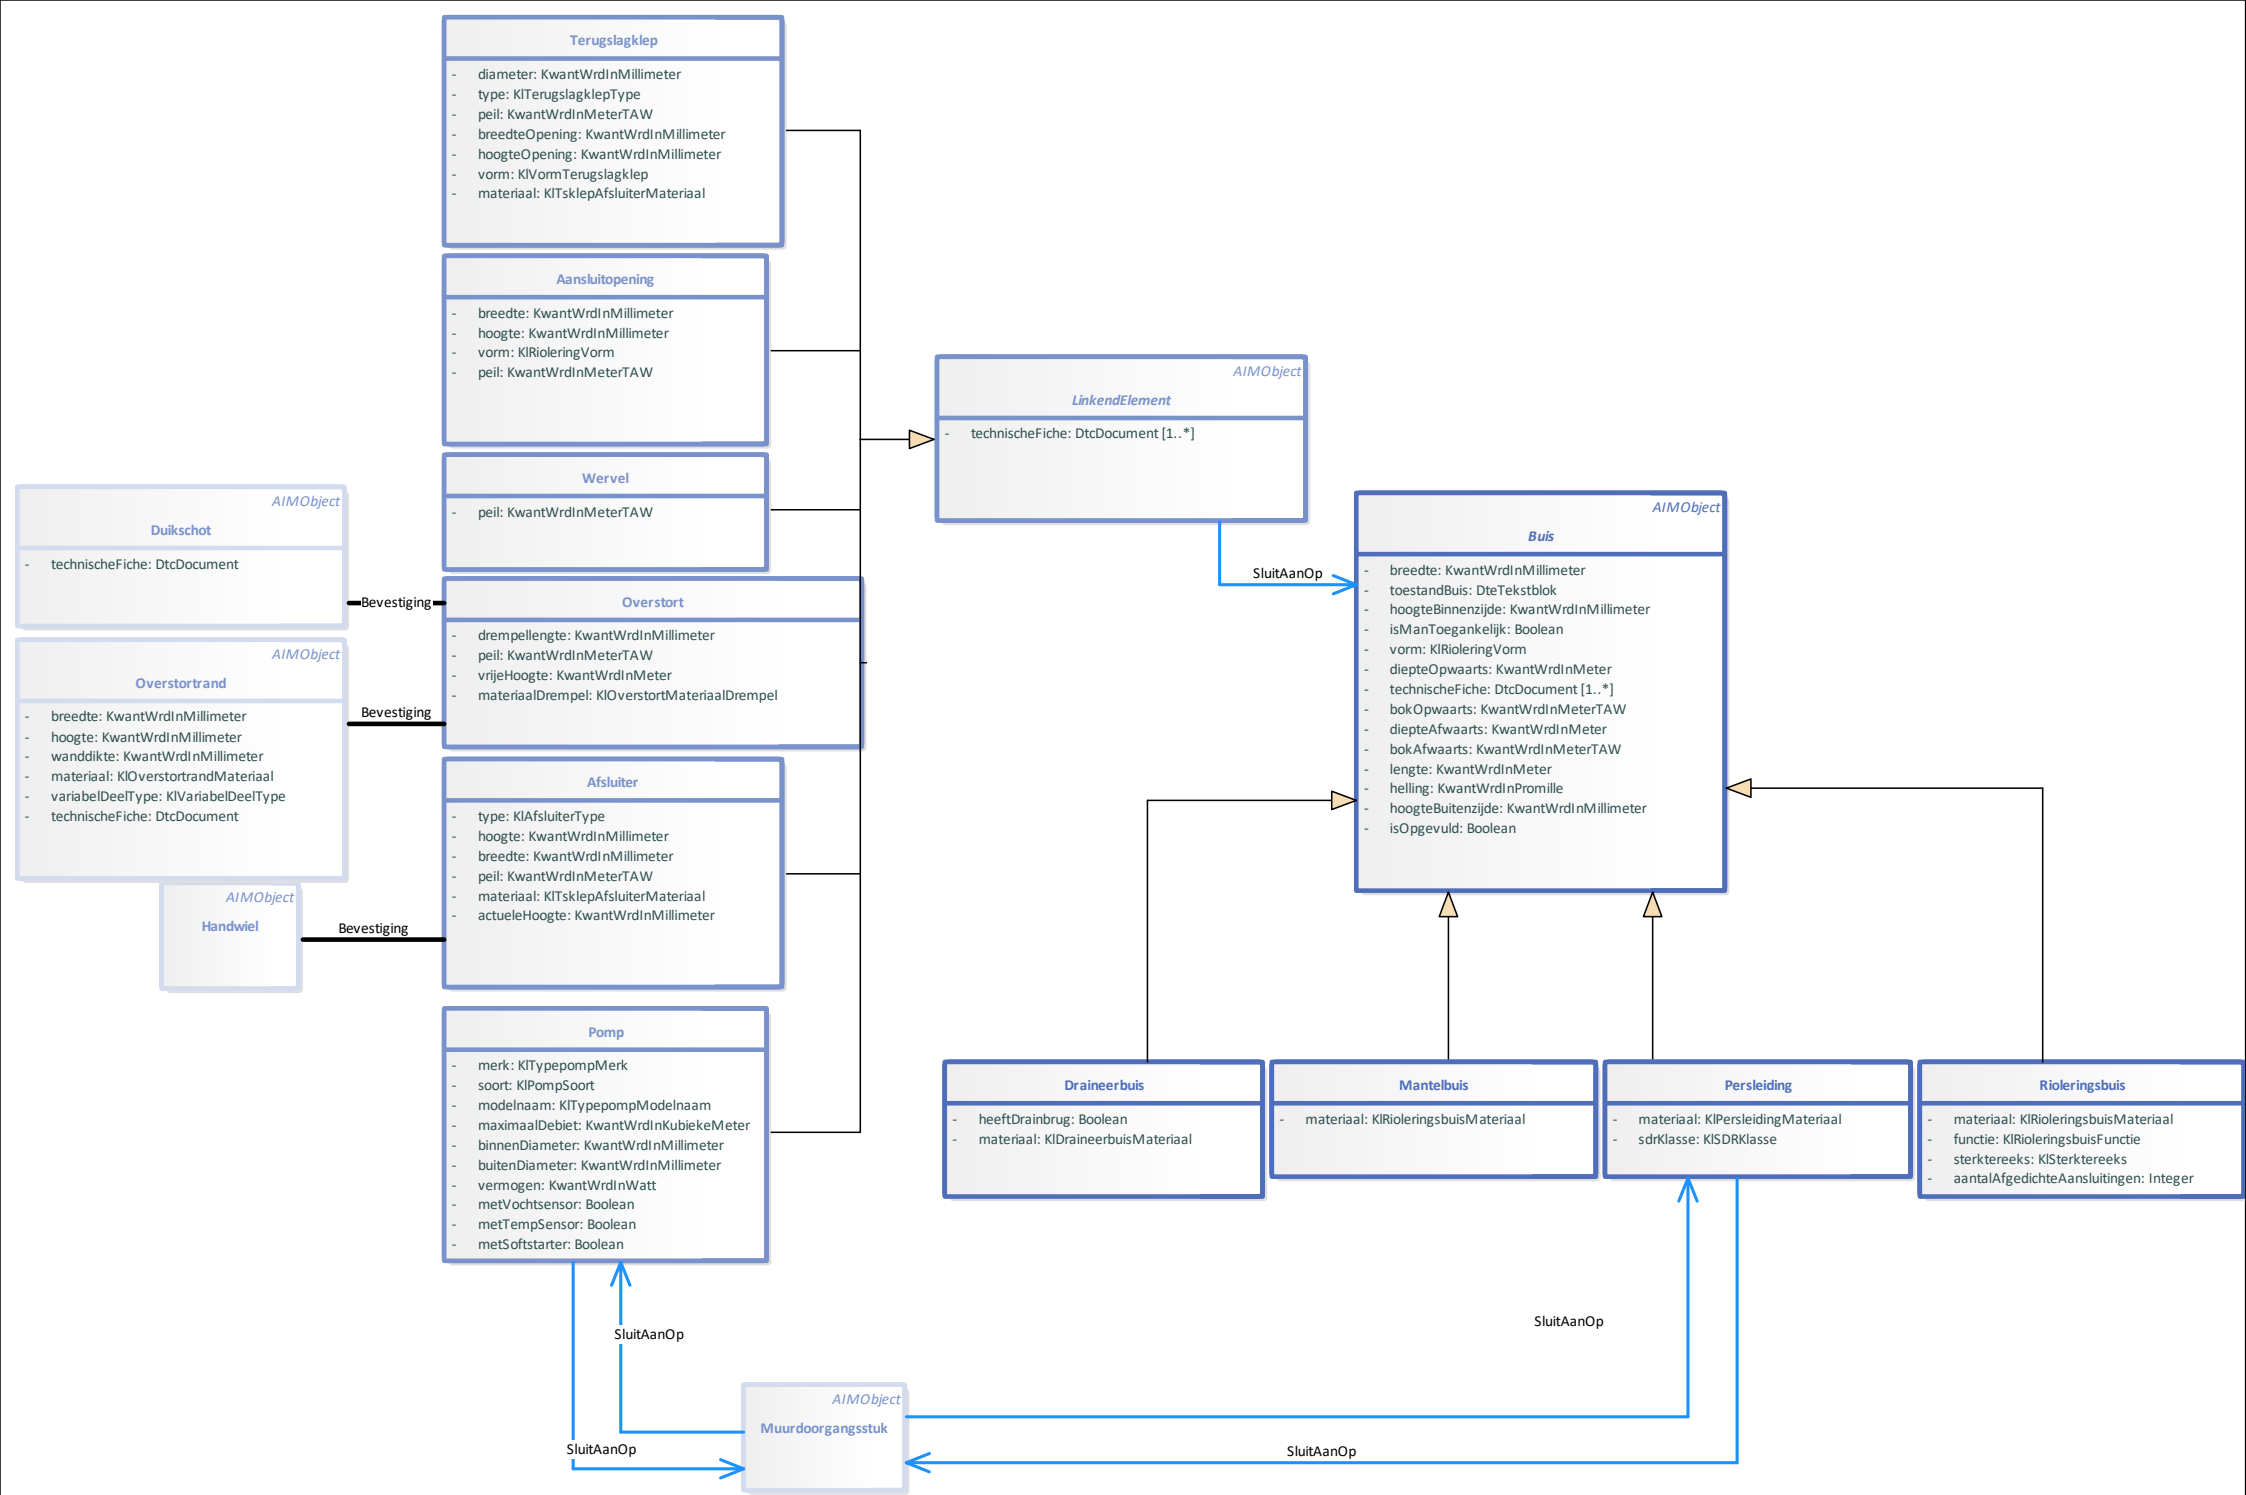 Terugslagklep
- diameter: KwantWrdInMillimeter
- type: KlTerugslagklepType
- peil: KwantWrdInMeterTAW
- breedteOpening: KwantWrdInMillimeter
- hoogteOpening: KwantWrdInMillimeter
- vorm: KlVormTerugslagklep
- materiaal: KlTsklepAfsluiterMateriaal
Aansluitopening
- breedte: KwantWrdInMillimeter
- hoogte: KwantWrdInMillimeter
- vorm: KlRioleringVorm
- peil: KwantWrdInMeterTAW
Wervel
- peil: KwantWrdInMeterTAW
AIMObject
Duikschot
- technischeFiche: DtcDocument
Bevestiging
Overstort
- drempellengte: KwantWrdInMillimeter
- peil: KwantWrdInMeterTAW
- vrijeHoogte: KwantWrdInMeter
- materiaalDrempel: KlOverstortMateriaalDrempel
AIMObject
Overstortrand
- breedte: KwantWrdInMillimeter
- hoogte: KwantWrdInMillimeter
- wanddikte: KwantWrdInMillimeter
- materiaal: KlOverstortrandMateriaal
- variabelDeelType: KlVariabelDeelType
- technischeFiche: DtcDocument
Bevestiging
Afsluiter
- type: KlAfsluiterType
- hoogte: KwantWrdInMillimeter
- breedte: KwantWrdInMillimeter
- peil: KwantWrdInMeterTAW
- materiaal: KlTsklepAfsluiterMateriaal
- actueleHoogte: KwantWrdInMillimeter
AIMObject
Handwiel
Bevestiging
Pomp
- merk: KlTypepompMerk
- soort: KlPompSoort
- modelnaam: KlTypepompModelnaam
- maximaalDebiet: KwantWrdInKubiekeMeter
- binnenDiameter: KwantWrdInMillimeter
- buitenDiameter: KwantWrdInMillimeter
- vermogen: KwantWrdInWatt
- metVochtsensor: Boolean
- metTempSensor: Boolean
- metSoftstarter: Boolean
AIMObject
LinkendElement
- technischeFiche: DtcDocument [1..*]
SluitAanOp
AIMObject
Buis
- breedte: KwantWrdInMillimeter
- toestandBuis: DteTekstblok
- hoogteBinnenzijde: KwantWrdInMillimeter
- isManToegankelijk: Boolean
- vorm: KlRioleringVorm
- diepteOpwaarts: KwantWrdInMeter
- technischeFiche: DtcDocument [1..*]
- bokOpwaarts: KwantWrdInMeterTAW
- diepteAfwaarts: KwantWrdInMeter
- bokAfwaarts: KwantWrdInMeterTAW
- lengte: KwantWrdInMeter
- helling: KwantWrdInPromille
- hoogteBuitenzijde: KwantWrdInMillimeter
- isOpgevuld: Boolean
Draineerbuis
- heeftDrainbrug: Boolean
- materiaal: KlDraineerbuisMateriaal
Mantelbuis
- materiaal: KlRioleringsbuisMateriaal
Persleiding
- materiaal: KlPersleidingMateriaal
- sdrKlasse: KlSDRKlasse
Rioleringsbuis
- materiaal: KlRioleringsbuisMateriaal
- functie: KlRioleringsbuisFunctie
- sterktereeks: KlSterktereeks
- aantalAfgedichteAansluitingen: Integer
SluitAanOp
SluitAanOp
AIMObject
Muurdoorgangsstuk
SluitAanOp
SluitAanOp